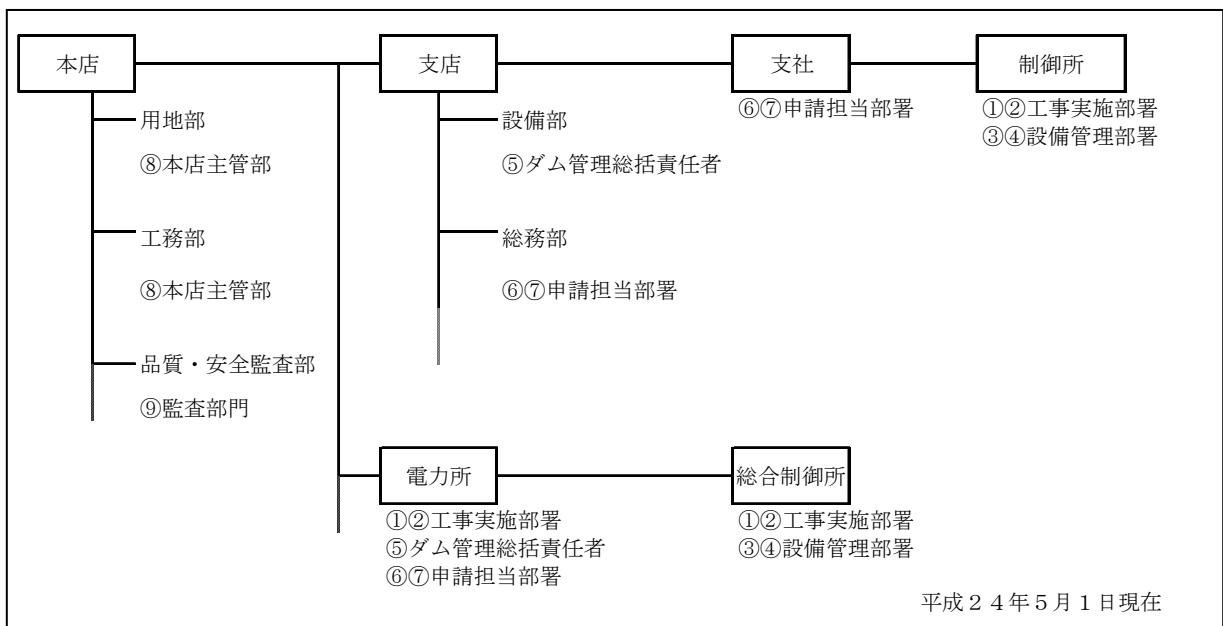 本店
支店
支社
制御所
用地部
⑧本店主管部
工務部
⑧本店主管部
品質・安全監査部
⑨監査部門
設備部
⑤ダム管理総括責任者
総務部
⑥⑦申請担当部署
⑥⑦申請担当部署
①②工事実施部署
③④設備管理部署
電力所
①②工事実施部署
⑤ダム管理総括責任者
⑥⑦申請担当部署
総合制御所
①②工事実施部署
③④設備管理部署
平成24年5月1日現在